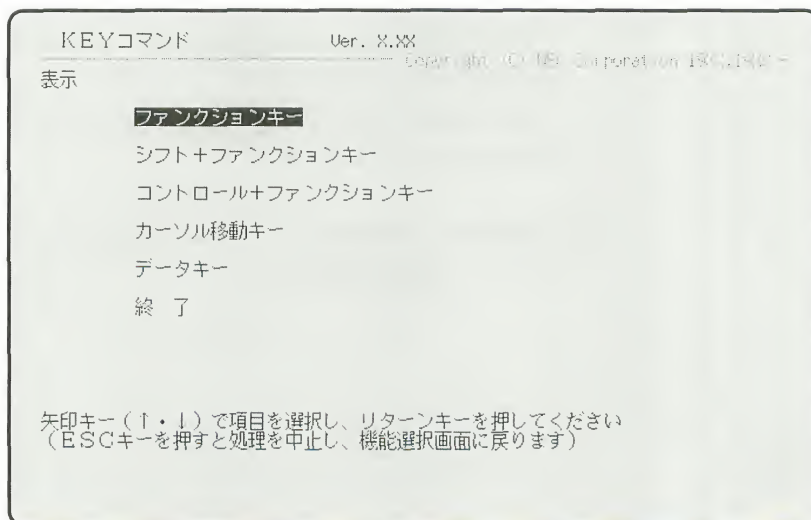 KEYコマンド Ver. X.XX
Copyright (C) NEC Corporation
表示
ファンクションキー
シフト+ファンクションキー
コントロール+ファンクションキー
カーソル移動キー
データキー
終 了
矢印キー(↑・↓)で項目を選択し、リターンキーを押してください
(ESCキーを押すと処理を中止し、機能選択画面に戻ります)